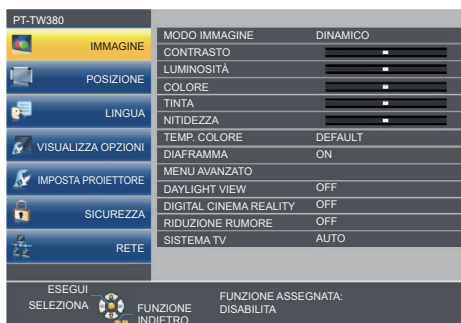 PT-TW380
IMMAGINE
POSIZIONE
LINGUA
VISUALIZZA OPZIONI
IMPOSTA PROIETTORE
SICUREZZA
RETE
MODO IMMAGINE DINAMICO
CONTRASTO
LUMINOSITÀ
COLORE
TINTA
NITIDEZZA
TEMP. COLORE DEFAULT
DIAFRAMMA ON
MENU AVANZATO
DAYLIGHT VIEW OFF
DIGITAL CINEMA REALITY OFF
RIDUZIONE RUMORE OFF
SISTEMA TV AUTO
ESEGUI
SELEZIONA
FUNZIONE
INDIETRO
FUNZIONE ASSEGNATA:
DISABILITA